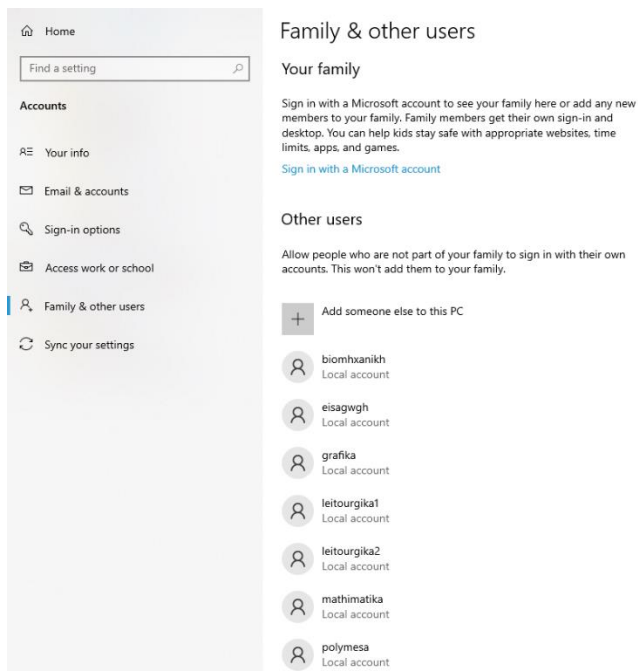 Home
Find a setting
Accounts
Your info
Email & accounts
Sign-in options
Access work or school
Family & other users
Sync your settings
Family & other users
Your family
Sign in with a Microsoft account to see your family here or add any new
members to your family. Family members get their own sign-in and
desktop. You can help kids stay safe with appropriate websites, time
limits, apps, and games.
Sign in with a Microsoft account
Other users
Allow people who are not part of your family to sign in with their own
accounts. This won't add them to your family.
Add someone else to this PC
biomhxanikh
Local account
eisagwgh
Local account
grafika
Local account
leitourgika1
Local account
leitourgika2
Local account
mathimatika
Local account
polymesa
Local account